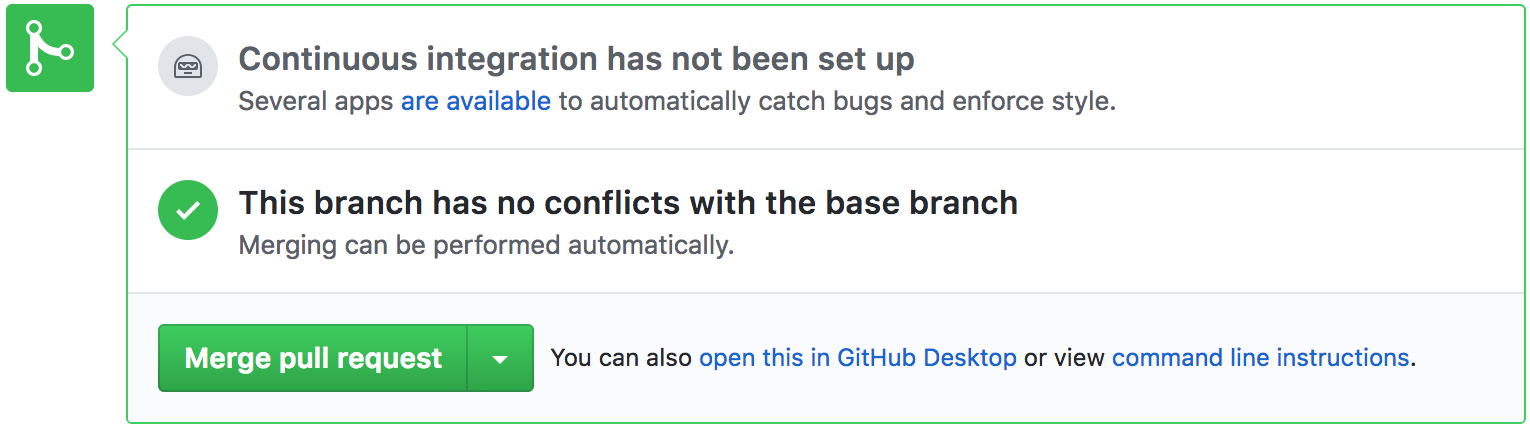 Continuous integration has not been set up
Several apps are available to automatically catch bugs and enforce style.
This branch has no conflicts with the base branch
Merging can be performed automatically.
Merge pull request
You can also open this in GitHub Desktop or view command line instructions.